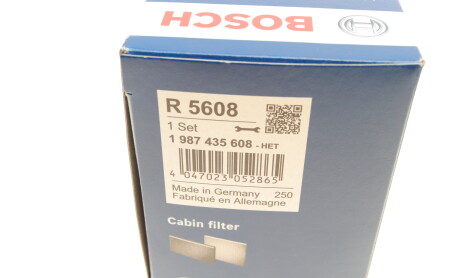 BOSCH
R 5608
1 Set
1 987 435 608 - HET
4 047023 052865
Made in Germany 250
Fabriqué en Allemagne
Cabin filter